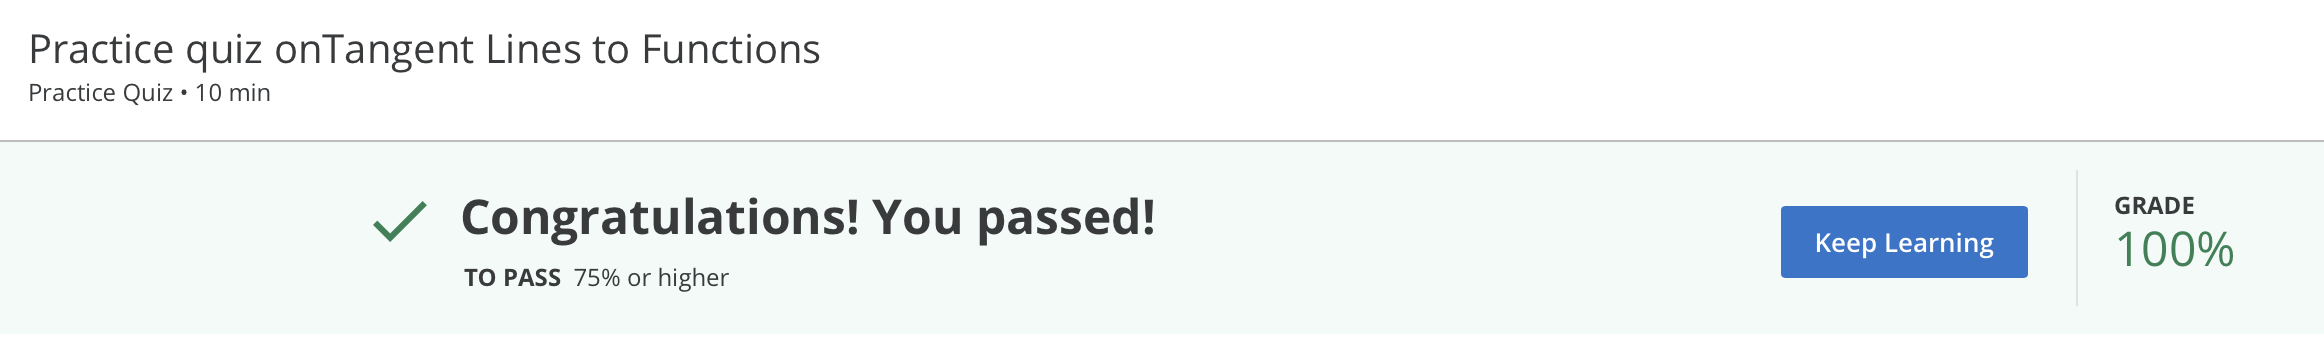 Practice quiz onTangent Lines to Functions
Practice Quiz • 10 min
Congratulations! You passed!
TO PASS 75% or higher
Keep Learning
GRADE
100%